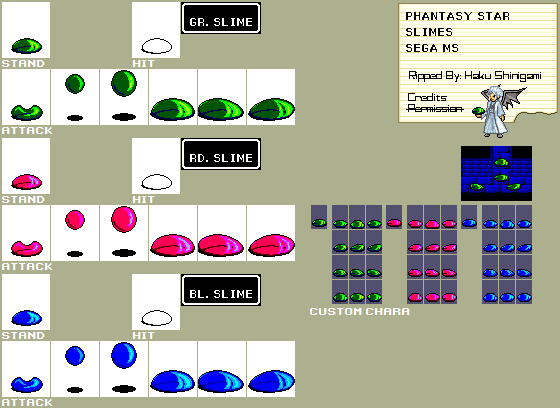 GR. SLIME
STAND
HIT
ATTACK
RD. SLIME
STAND
HIT
ATTACK
BL. SLIME
STAND
HIT
ATTACK
PHANTASY STAR
SLIMES
SEGA MS
Ripped By: Haku Shinigami
Credits
Permission
CUSTOM CHARA